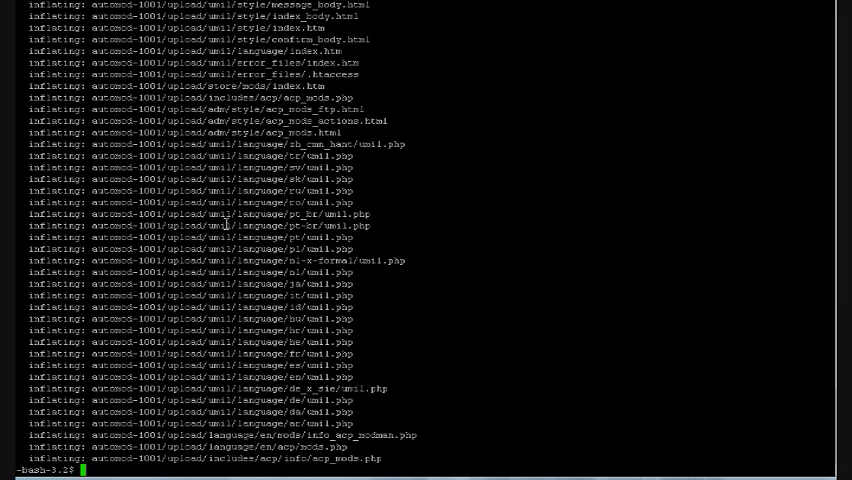 inflating: automod-1001/upload/umil/style/message_body.html
inflating: automod-1001/upload/umil/style/index_body.html
inflating: automod-1001/upload/umil/style/index.htm
inflating: automod-1001/upload/umil/style/confirm_body.html
inflating: automod-1001/upload/umil/language/index.htm
inflating: automod-1001/upload/umil/error_files/index.htm
inflating: automod-1001/upload/umil/error_files/.htaccess
inflating: automod-1001/upload/store/mods/index.htm
inflating: automod-1001/upload/includes/acp/acp_mods.php
inflating: automod-1001/upload/adm/style/acp_mods_ftp.html
inflating: automod-1001/upload/adm/style/acp_mods_actions.html
inflating: automod-1001/upload/adm/style/acp_mods.html
inflating: automod-1001/upload/umil/language/zh_cmn_hant/umil.php
inflating: automod-1001/upload/umil/language/tr/umil.php
inflating: automod-1001/upload/umil/language/sv/umil.php
inflating: automod-1001/upload/umil/language/sk/umil.php
inflating: automod-1001/upload/umil/language/ru/umil.php
inflating: automod-1001/upload/umil/language/ro/umil.php
inflating: automod-1001/upload/umil/language/pt_br/umil.php
inflating: automod-1001/upload/umil/language/pt-br/umil.php
inflating: automod-1001/upload/umil/language/pt/umil.php
inflating: automod-1001/upload/umil/language/pl/umil.php
inflating: automod-1001/upload/umil/language/nl-x-formal/umil.php
inflating: automod-1001/upload/umil/language/nl/umil.php
inflating: automod-1001/upload/umil/language/ja/umil.php
inflating: automod-1001/upload/umil/language/it/umil.php
inflating: automod-1001/upload/umil/language/id/umil.php
inflating: automod-1001/upload/umil/language/hu/umil.php
inflating: automod-1001/upload/umil/language/hr/umil.php
inflating: automod-1001/upload/umil/language/he/umil.php
inflating: automod-1001/upload/umil/language/fr/umil.php
inflating: automod-1001/upload/umil/language/es/umil.php
inflating: automod-1001/upload/umil/language/en/umil.php
inflating: automod-1001/upload/umil/language/de_x_sie/umil.php
inflating: automod-1001/upload/umil/language/de/umil.php
inflating: automod-1001/upload/umil/language/da/umil.php
inflating: automod-1001/upload/umil/language/ar/umil.php
inflating: automod-1001/upload/language/en/mods/info_acp_modman.php
inflating: automod-1001/upload/language/en/acp/mods.php
inflating: automod-1001/upload/includes/acp/info/acp_mods.php
-bash-3.2$